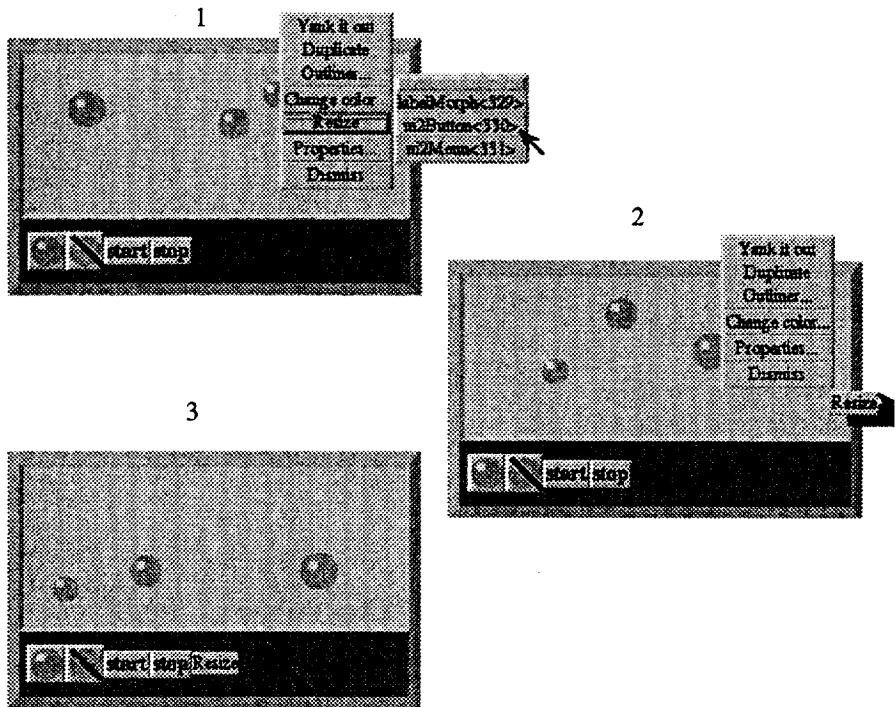 1
Yank it out
Duplicate
Outliner...
Change color
Resize
Properties...
Dismiss
labelMorph<329>
m2Button<330>
m2Menu<331>
start stop
2
Yank it out
Duplicate
Outliner...
Change color...
Properties...
Dismiss
Resize
start stop
3
start stop Resize